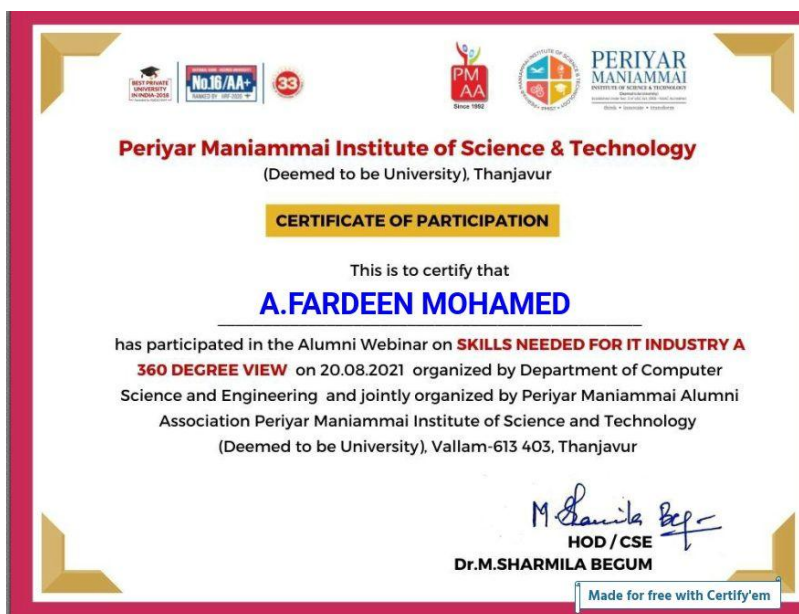 BEST PRIVATE
UNIVERSITY
IN INDIA-2018
No.16/AA+
33
PM
AA
Since 1992
PERIYAR
MANIAMMAI
INSTITUTE OF SCIENCE & TECHNOLOGY
think • innovate • transform
Periyar Maniammai Institute of Science & Technology
(Deemed to be University), Thanjavur
CERTIFICATE OF PARTICIPATION
This is to certify that
A.FARDEEN MOHAMED
has participated in the Alumni Webinar on SKILLS NEEDED FOR IT INDUSTRY A
360 DEGREE VIEW on 20.08.2021 organized by Department of Computer
Science and Engineering and jointly organized by Periyar Maniammai Alumni
Association Periyar Maniammai Institute of Science and Technology
(Deemed to be University), Vallam-613 403, Thanjavur
M. Sharmila Beg
HOD / CSE
Dr.M.SHARMILA BEGUM
Made for free with Certify'em